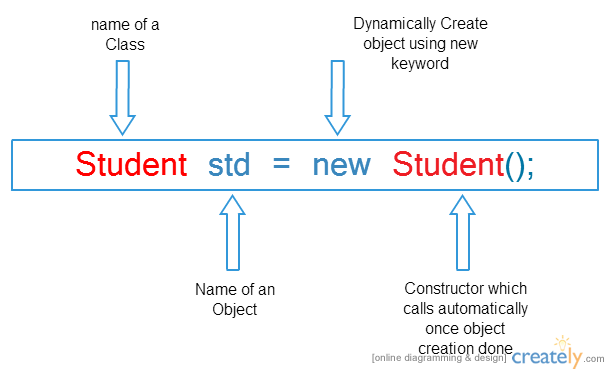 name of a
Class
Dynamically Create
object using new
keyword
Student std = new Student();
Name of an
Object
Constructor which
calls automatically
once object
creation done
[online diagramming & design] creately.com